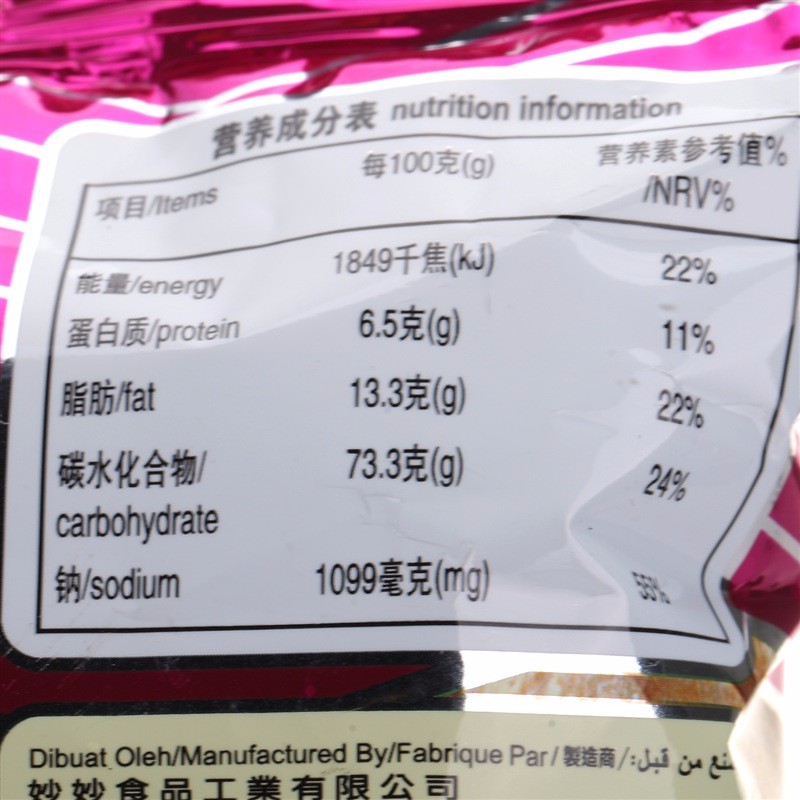 营养成分表 nutrition information
项目/Items 每100克(g) 营养素参考值%
/NRV%
能量/energy 1849千焦(kJ) 22%
蛋白质/protein 6.5克(g) 11%
脂肪/fat 13.3克(g) 22%
碳水化合物/ 73.3克(g) 24%
carbohydrate
钠/sodium 1099毫克(mg) 55%
Dibuat Oleh/Manufactured By/Fabrique Par/製造商/ من قبل:
妙妙食品工業有限公司